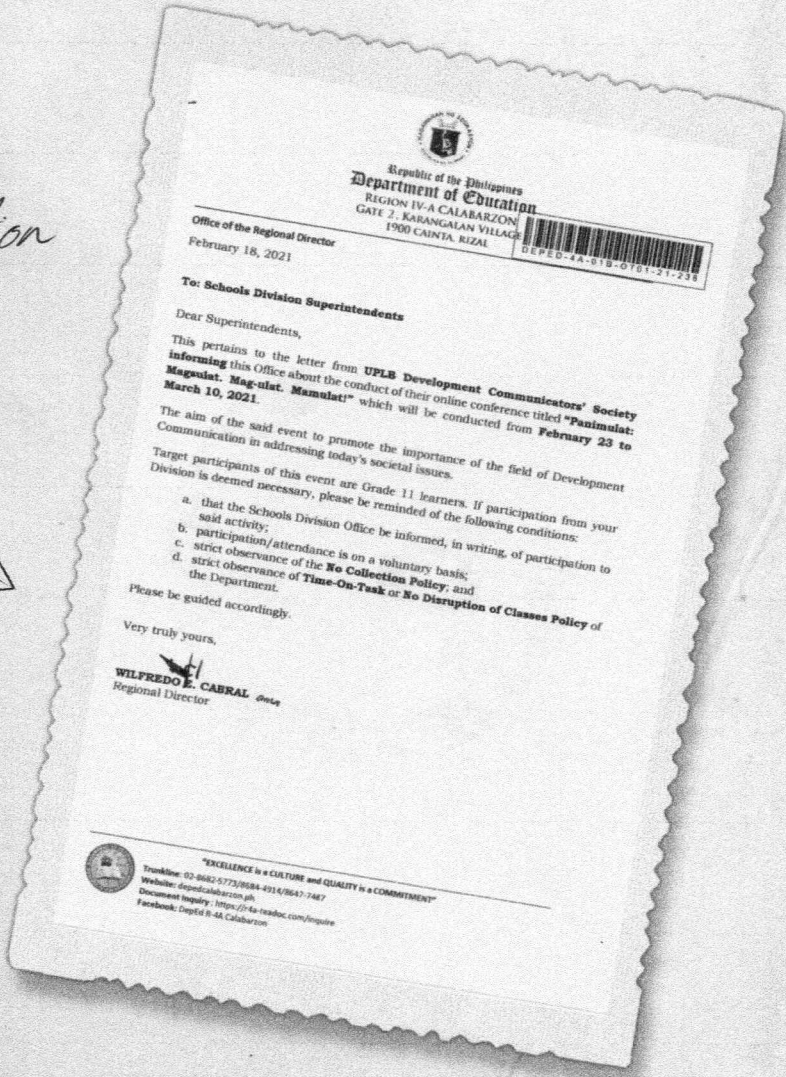 on
Republic of the Philippines
Department of Education
REGION IV-A CALABARZON
GATE 2, KARANGALAN VILLAGE
1900 CAINTA, RIZAL
DEPED-4A-01B-OT01-21-238
Office of the Regional Director
February 18, 2021
To: Schools Division Superintendents
Dear Superintendents,
This pertains to the letter from UPLB Development Communicators' Society
informing this Office about the conduct of their online conference titled "Panimulat:
Magsulat. Mag-ulat. Mamulat!" which will be conducted from February 23 to
March 10, 2021.
The aim of the said event to promote the importance of the field of Development
Communication in addressing today's societal issues.
Target participants of this event are Grade 11 learners. If participation from your
Division is deemed necessary, please be reminded of the following conditions:
a. that the Schools Division Office be informed, in writing, of participation to
said activity;
b. participation/attendance is on a voluntary basis;
c. strict observance of the No Collection Policy; and
d. strict observance of Time-On-Task or No Disruption of Classes Policy of
the Department.
Please be guided accordingly.
Very truly yours,
WILFREDO E. CABRAL
Regional Director
"EXCELLENCE is a CULTURE and QUALITY is a COMMITMENT"
Trunkline: 02-8682-5773/8684-4914/8647-7487
Website: depedcalabarzon.ph
Document Inquiry: https://r4a-teadoc.com/inquire
Facebook: DepEd R-4A Calabarzon